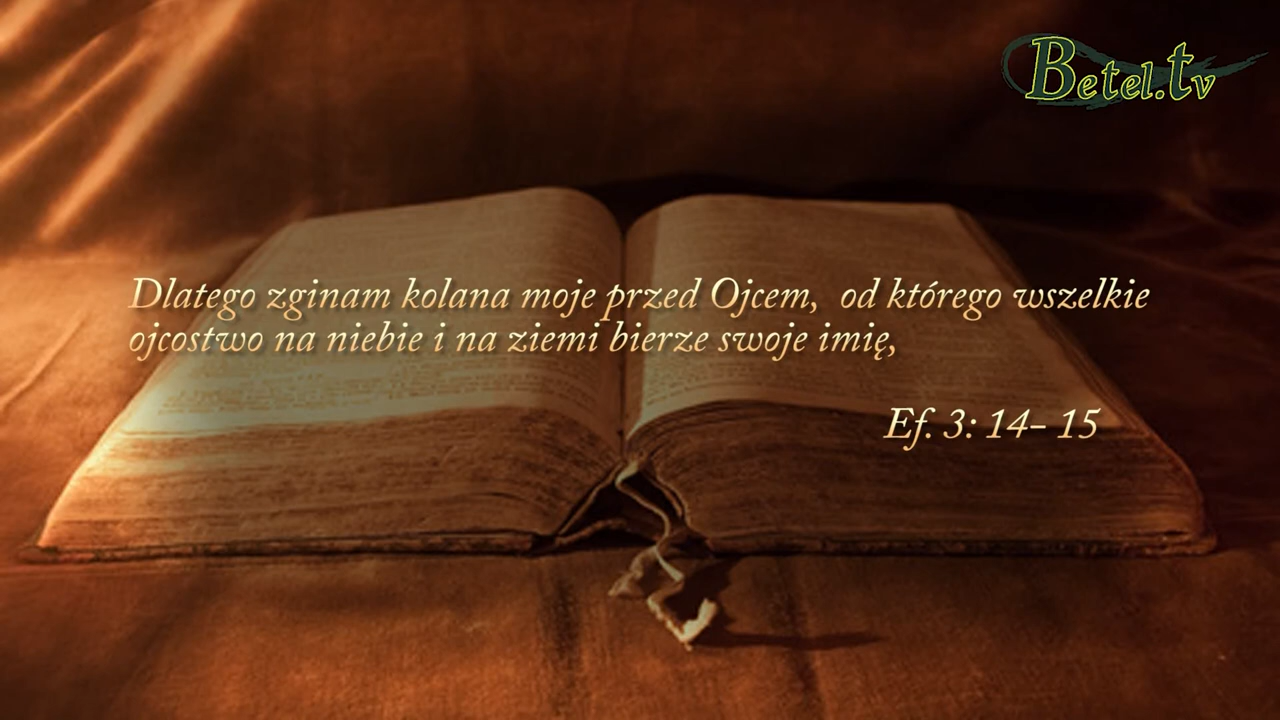 Betel.tv
Dlatego zginam kolana moje przed Ojcem, od którego wszelkie
ojcostwo na niebie i na ziemi bierze swoje imię,
Ef. 3: 14- 15